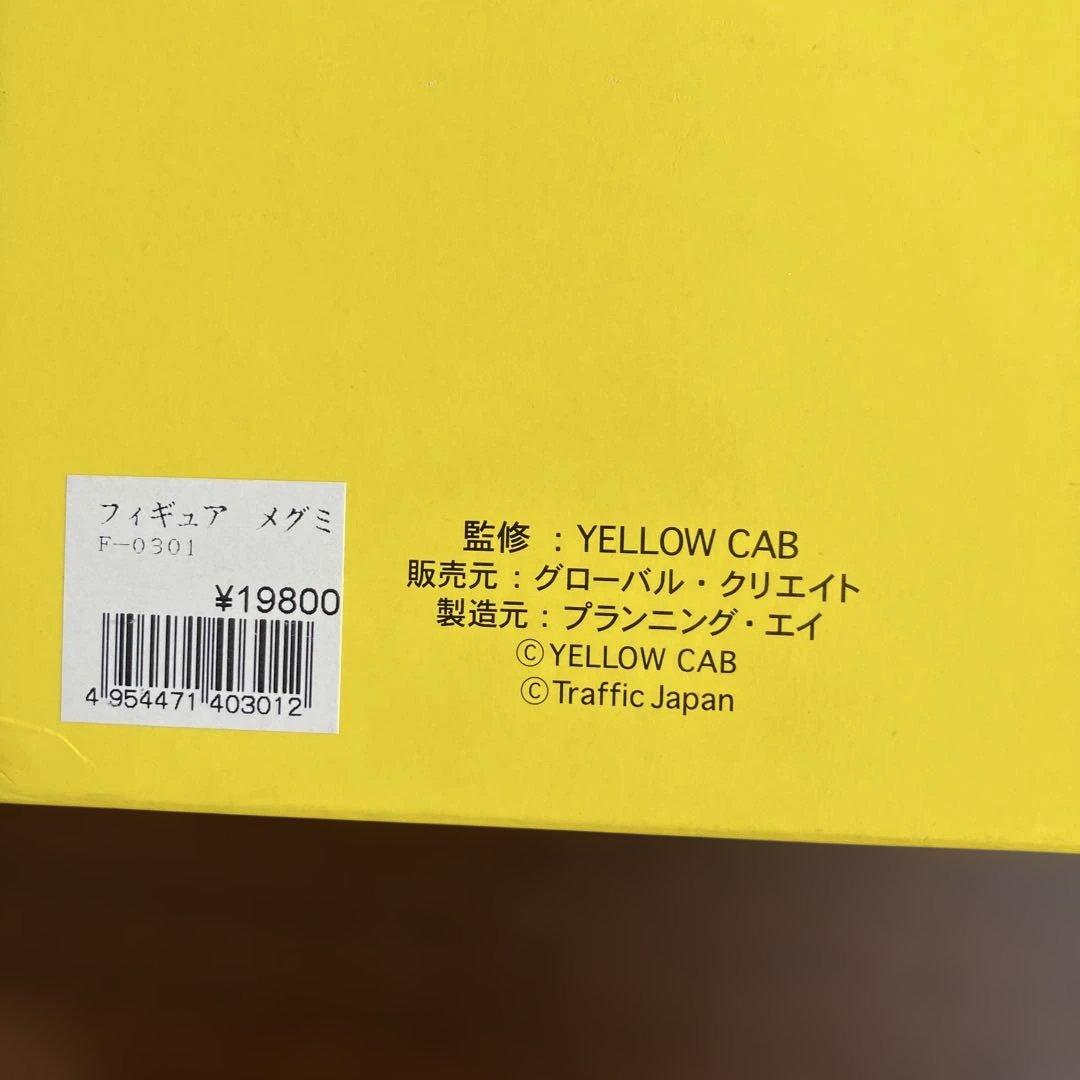 フィギュア　メグミ
F-0301
¥19800
4 954471 403012
監修 : YELLOW CAB
販売元 : グローバル・クリエイト
製造元 : プランニング・エイ
©YELLOW CAB
©Traffic Japan